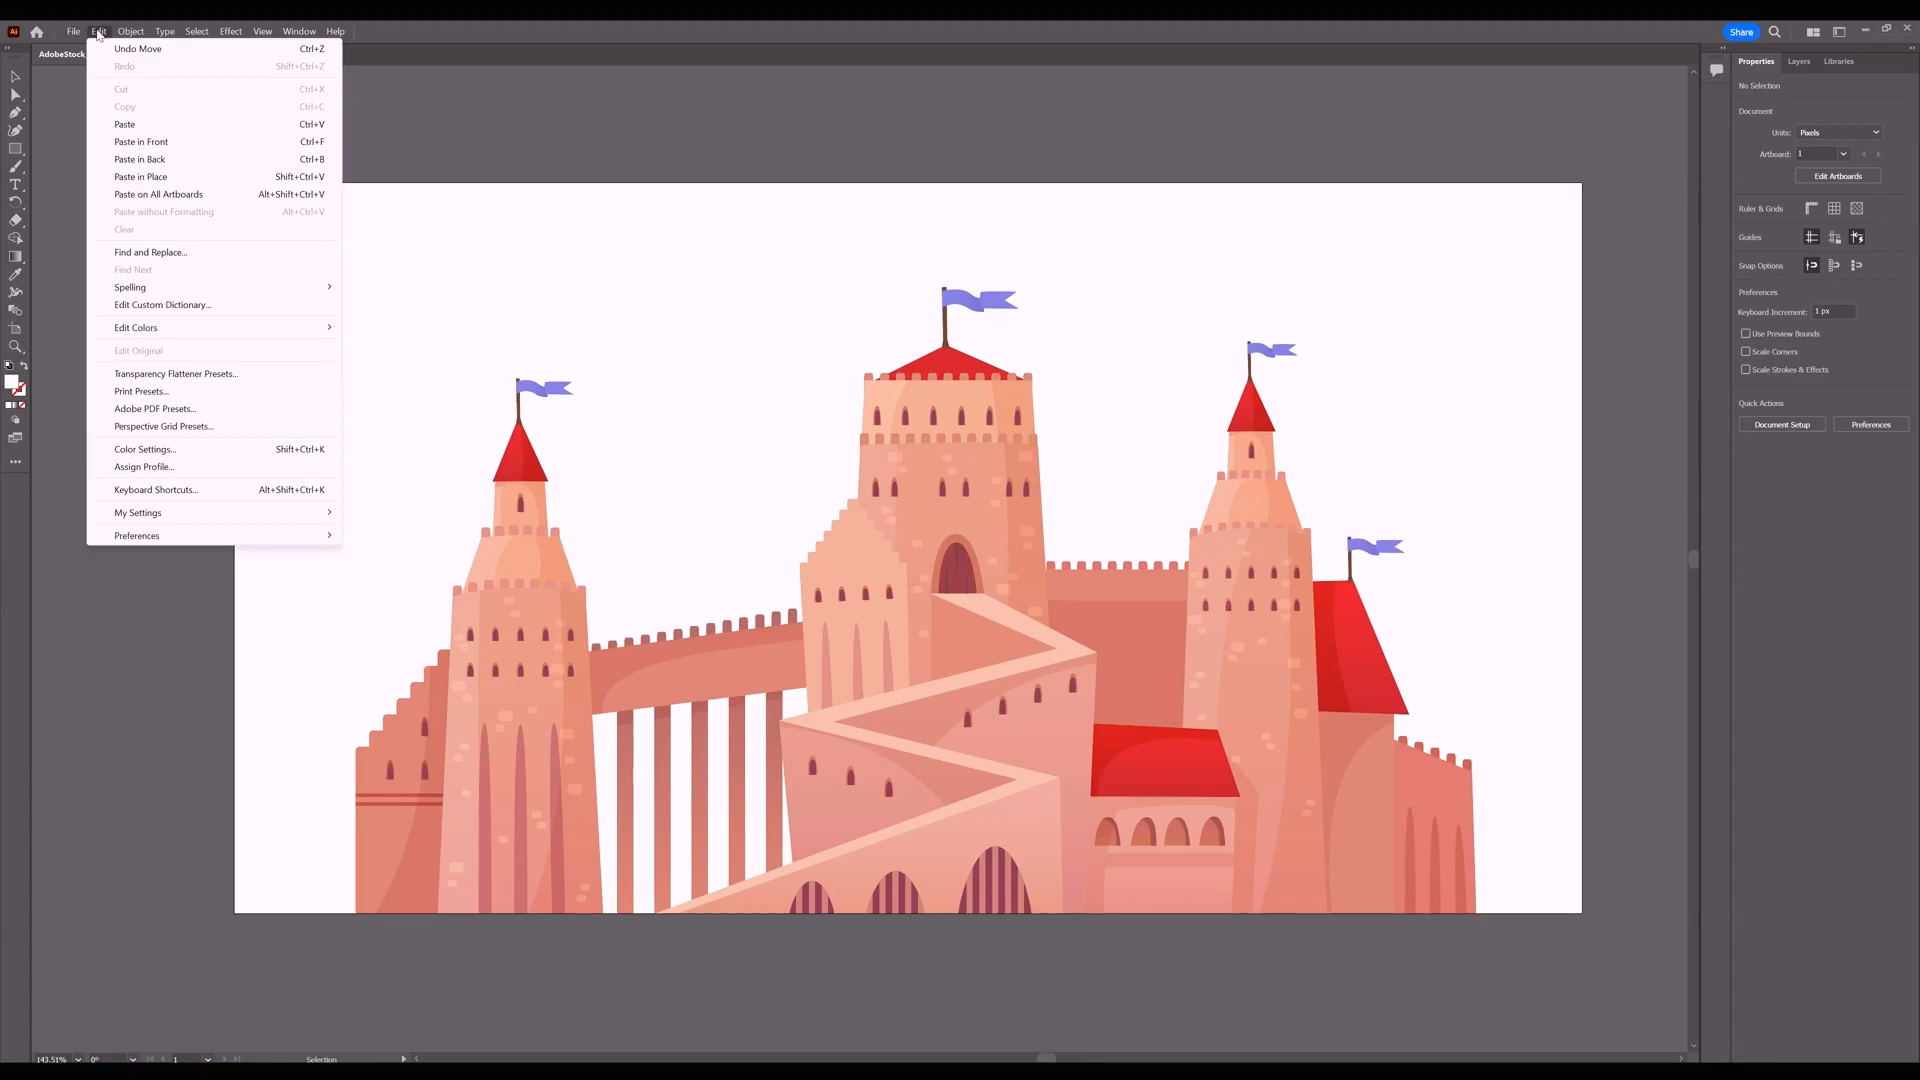 Ai
File Edit Object Type Select Effect View Window Help
Share
AdobeStock_
Undo Move Ctrl+Z
Redo Shift+Ctrl+Z
Cut Ctrl+X
Copy Ctrl+C
Paste Ctrl+V
Paste in Front Ctrl+F
Paste in Back Ctrl+B
Paste in Place Shift+Ctrl+V
Paste on All Artboards Alt+Shift+Ctrl+V
Paste without Formatting Alt+Ctrl+V
Clear
Find and Replace...
Find Next
Spelling
Edit Custom Dictionary...
Edit Colors
Edit Original
Transparency Flattener Presets...
Print Presets...
Adobe PDF Presets...
Perspective Grid Presets...
Color Settings... Shift+Ctrl+K
Assign Profile...
Keyboard Shortcuts... Alt+Shift+Ctrl+K
My Settings
Preferences
Properties Layers Libraries
No Selection
Document
Units: Pixels
Artboard: 1
Edit Artboards
Ruler & Grids
Guides
Snap Options
Preferences
Keyboard Increment: 1 px
Use Preview Bounds
Scale Corners
Scale Strokes & Effects
Quick Actions
Document Setup Preferences
143.51% 0° 1 Selection